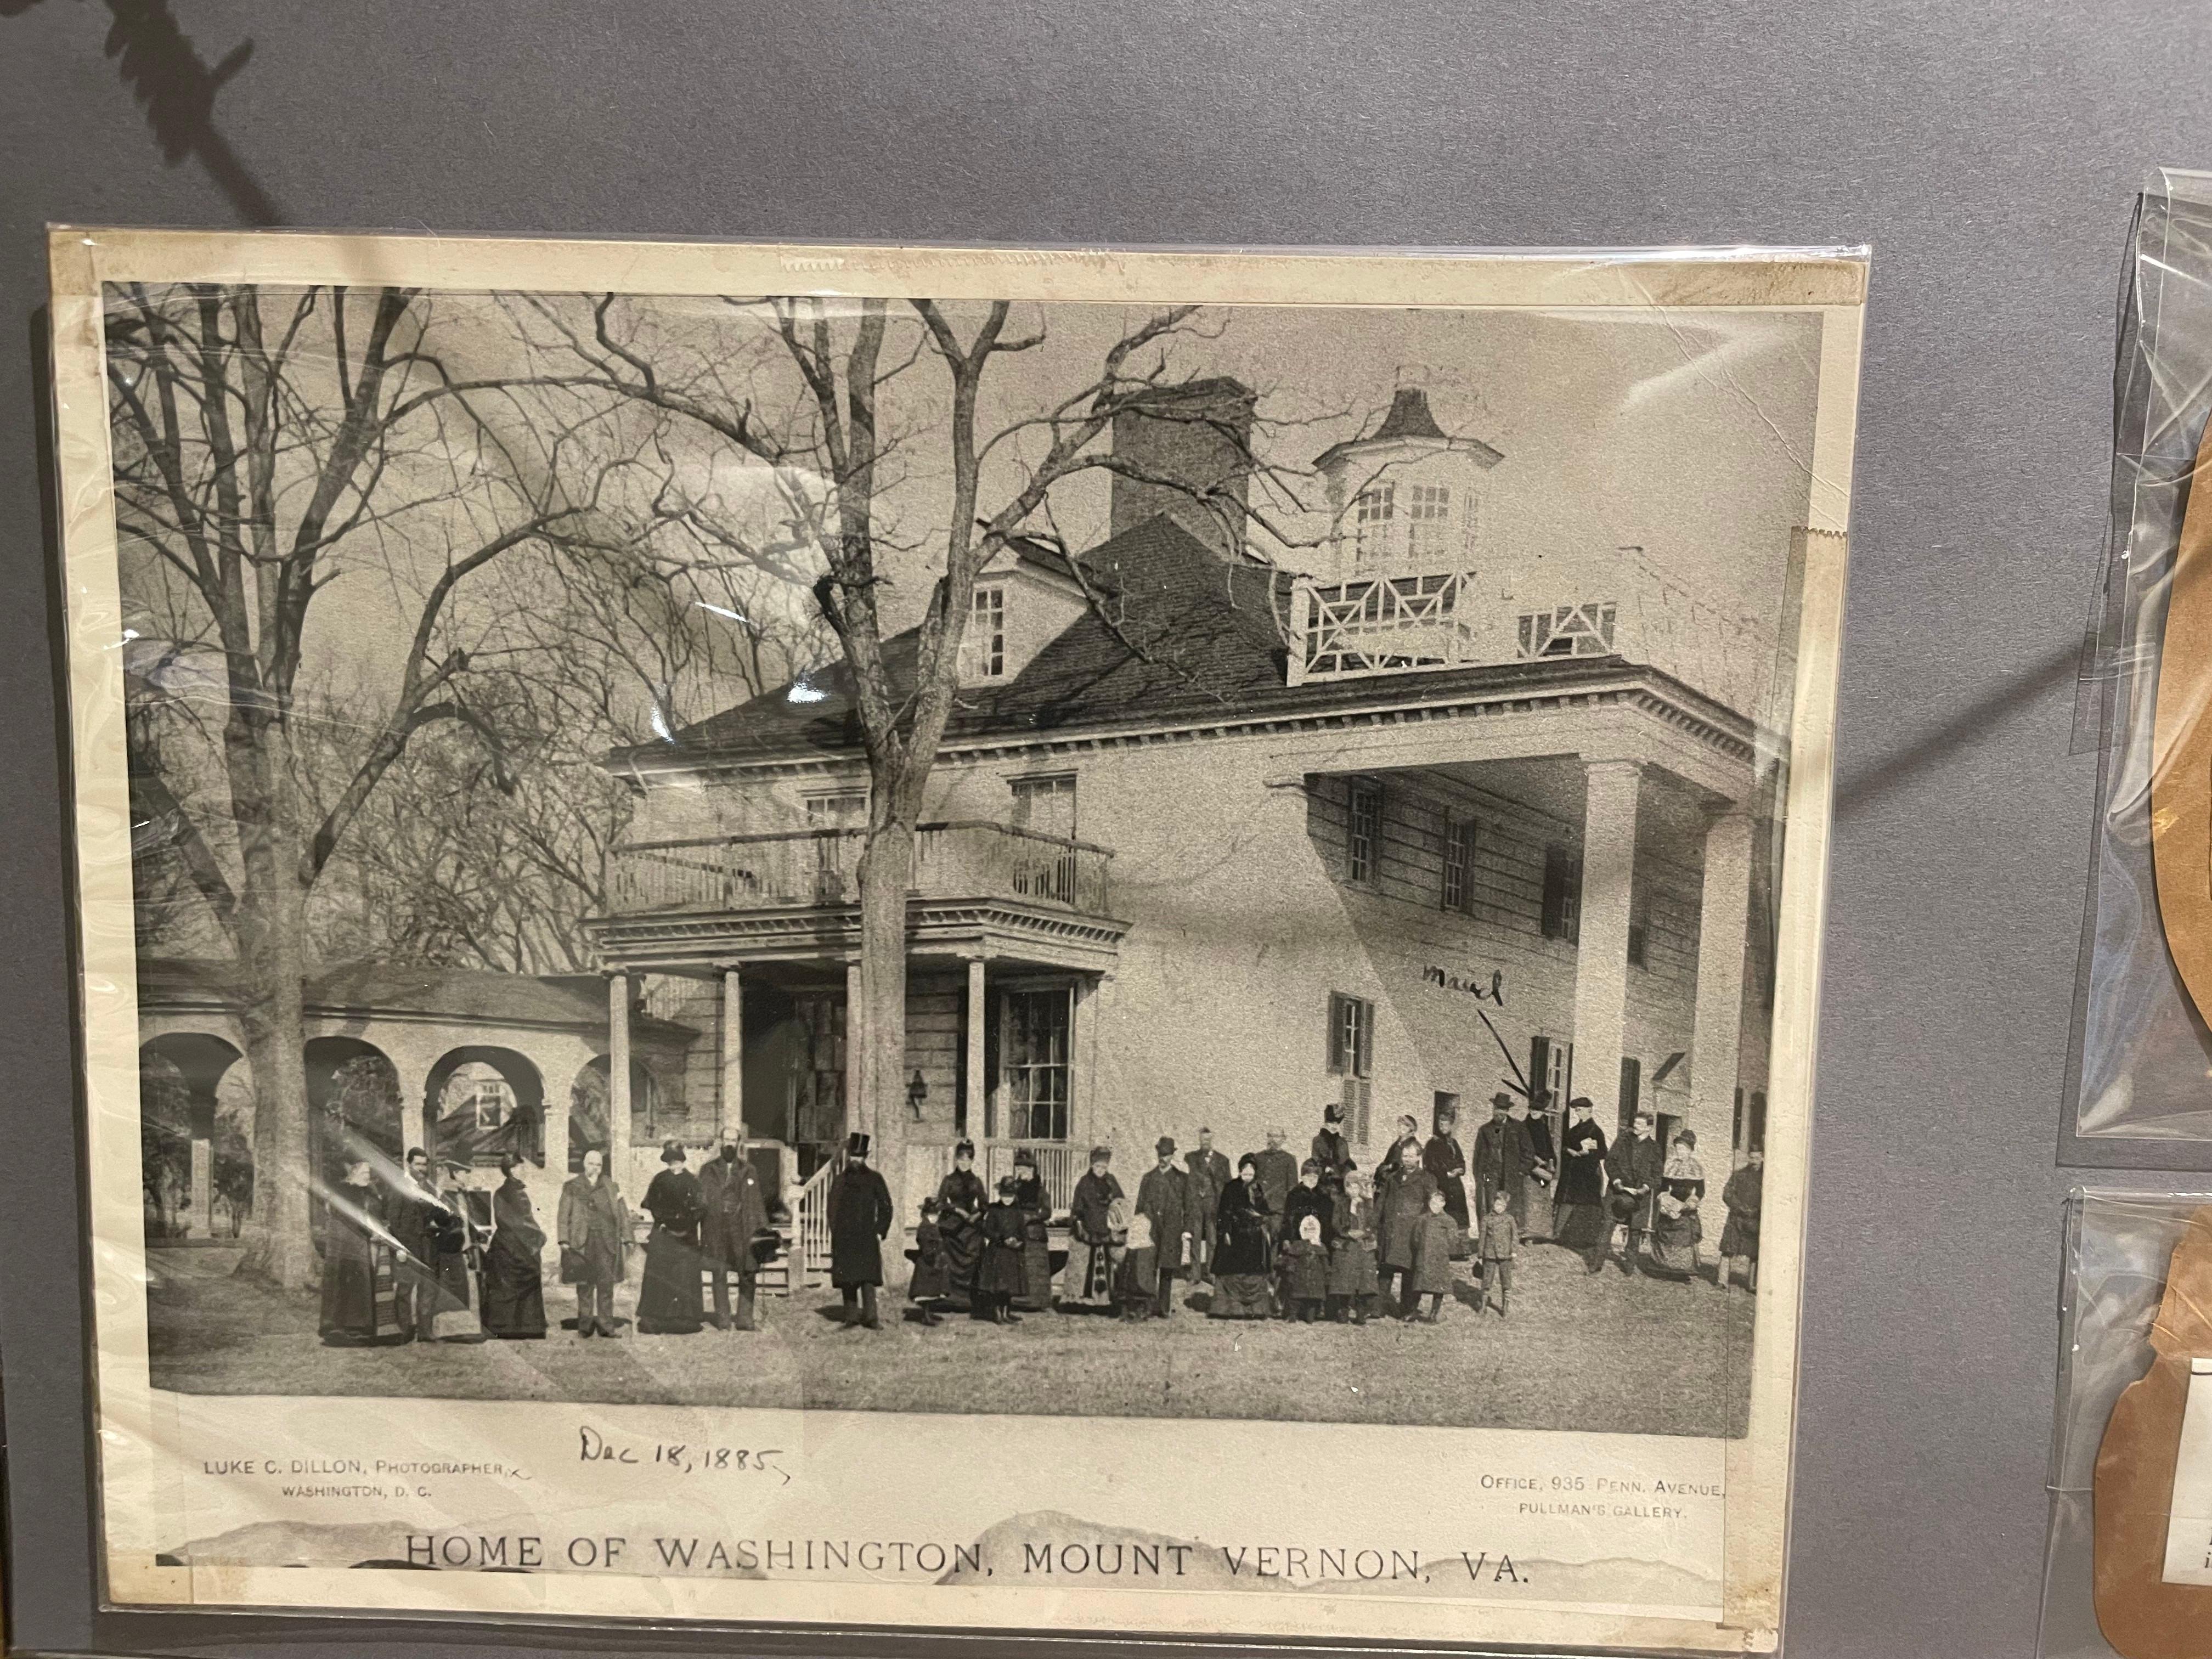 maud
Dec 18, 1885
LUKE C. DILLON, PHOTOGRAPHER,
WASHINGTON, D. C.
OFFICE, 935 PENN. AVENUE,
PULLMAN'S GALLERY.
HOME OF WASHINGTON, MOUNT VERNON, VA.